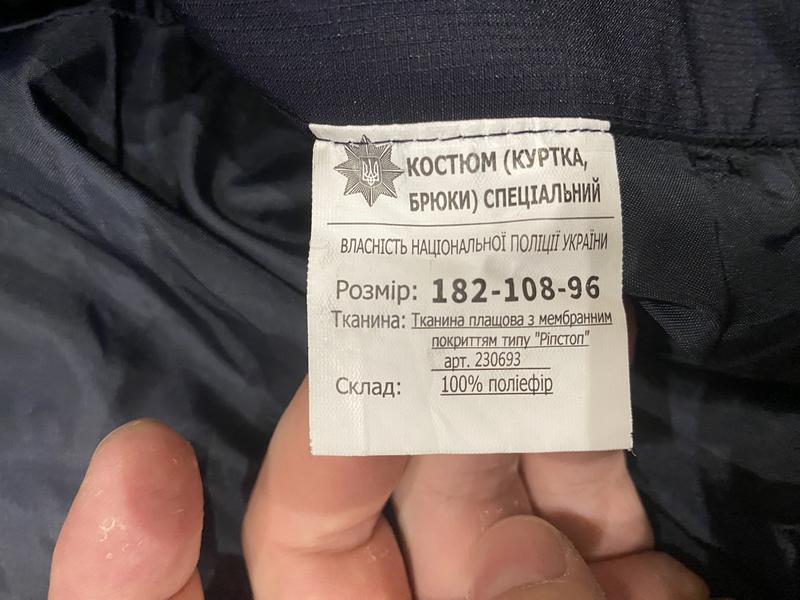 КОСТЮМ (КУРТКА,
БРЮКИ) СПЕЦІАЛЬНИЙ
ВЛАСНІСТЬ НАЦІОНАЛЬНОЇ ПОЛІЦІЇ УКРАЇНИ
Розмір: 182-108-96
Тканина: Тканина плащова з мембранним
покриттям типу "Ріпстоп"
арт. 230693
Склад: 100% поліефір